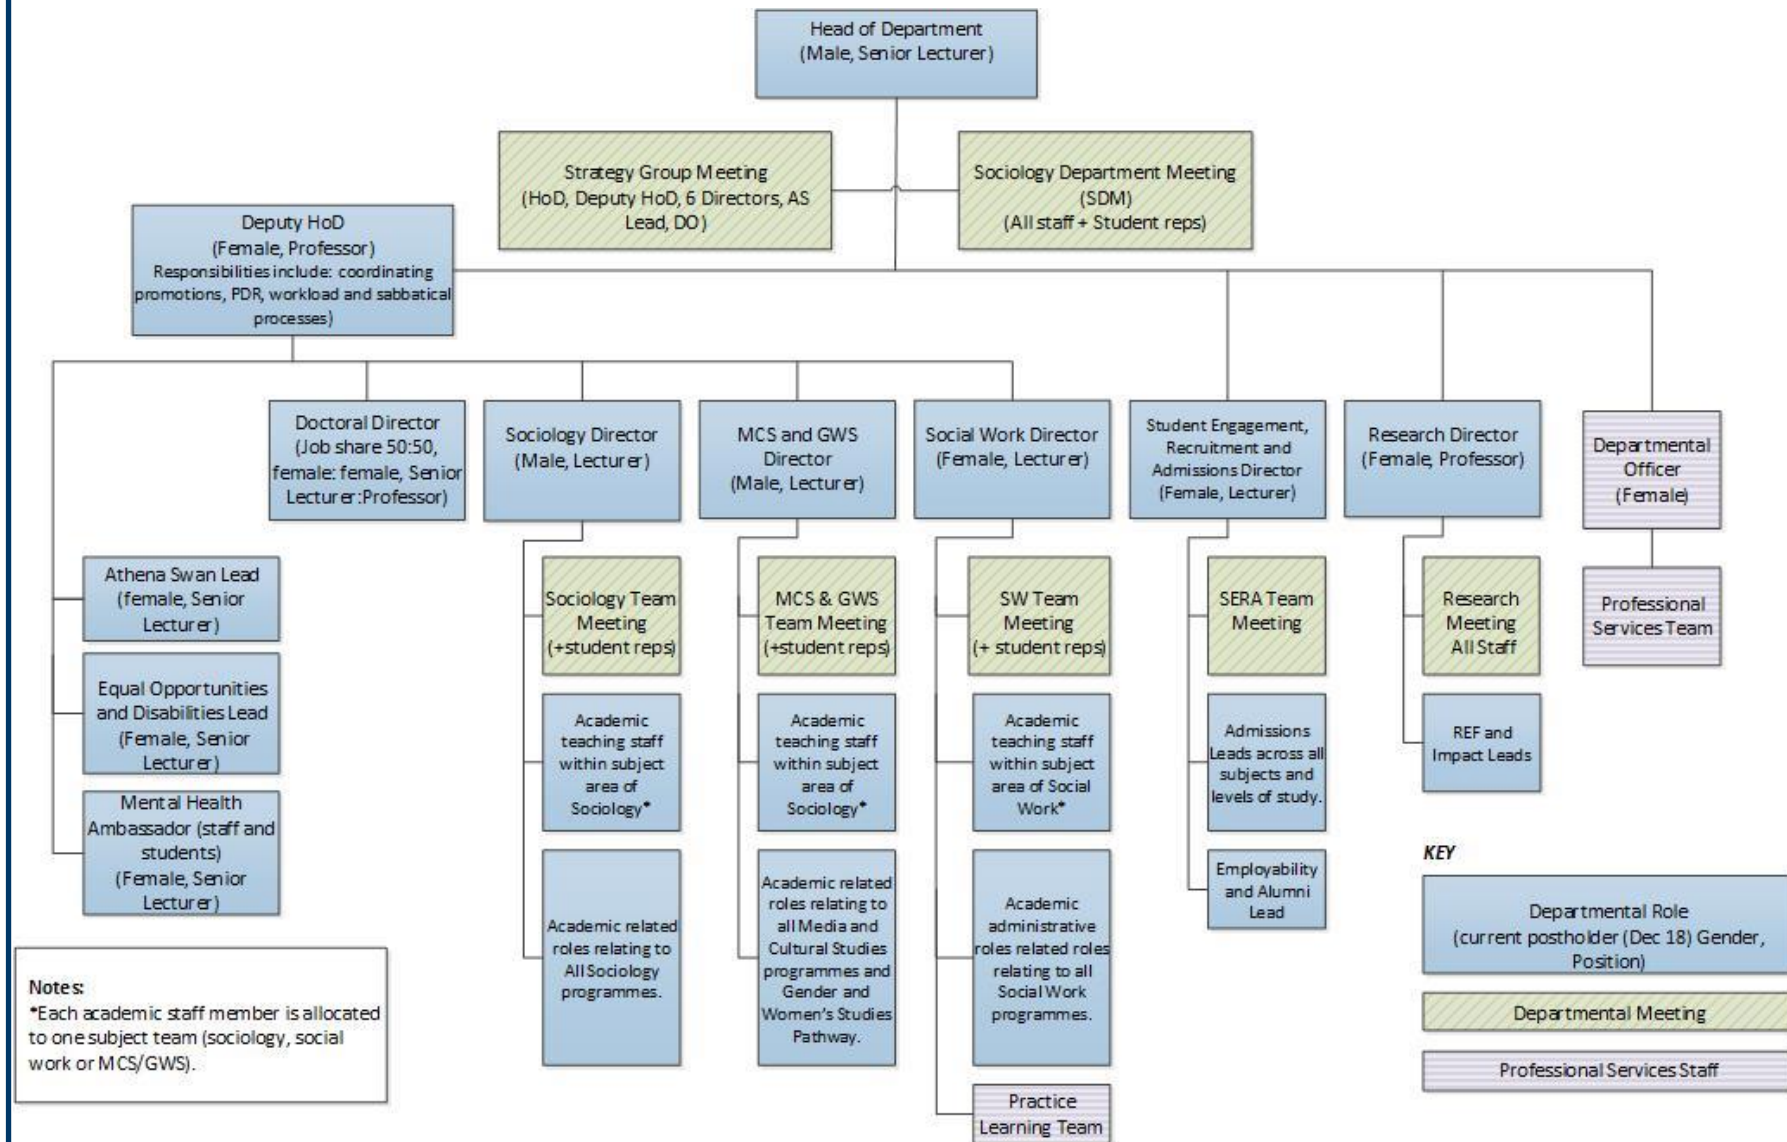 Head of Department
(Male, Senior Lecturer)
Strategy Group Meeting
(HoD, Deputy HoD, 6 Directors, AS
Lead, DO)
Sociology Department Meeting
(SDM)
(All staff + Student reps)
Deputy HoD
(Female, Professor)
Responsibilities include: coordinating
promotions, PDR, workload and sabbatical
processes)
Doctoral Director
(Job share 50:50,
female: female, Senior
Lecturer:Professor)
Sociology Director
(Male, Lecturer)
MCS and GWS
Director
(Male, Lecturer)
Social Work Director
(Female, Lecturer)
Student Engagement,
Recruitment and
Admissions Director
(Female, Lecturer)
Research Director
(Female, Professor)
Departmental
Officer
(Female)
Athena Swan Lead
(female, Senior
Lecturer)
Equal Opportunities
and Disabilities Lead
(Female, Senior
Lecturer)
Mental Health
Ambassador (staff and
students)
(Female, Senior
Lecturer)
Sociology Team
Meeting
(+student reps)
Academic
teaching staff
within subject
area of
Sociology*
Academic related
roles relating to
All Sociology
programmes.
MCS & GWS
Team Meeting
(+student reps)
Academic
teaching staff
within subject
area of
Sociology*
Academic related
roles relating to
all Media and
Cultural Studies
programmes and
Gender and
Women's Studies
Pathway.
SW Team
Meeting
(+ student reps)
Academic
teaching staff
within subject
area of Social
Work*
Academic
administrative
roles related roles
relating to all
Social Work
programmes.
Practice
Learning Team
SERA Team
Meeting
Admissions
Leads across all
subjects and
levels of study.
Employability
and Alumni
Lead
Research
Meeting
All Staff
REF and
Impact Leads
Professional
Services Team
Notes:
*Each academic staff member is allocated
to one subject team (sociology, social
work or MCS/GWS).
KEY
Departmental Role
(current postholder (Dec 18) Gender,
Position)
Departmental Meeting
Professional Services Staff